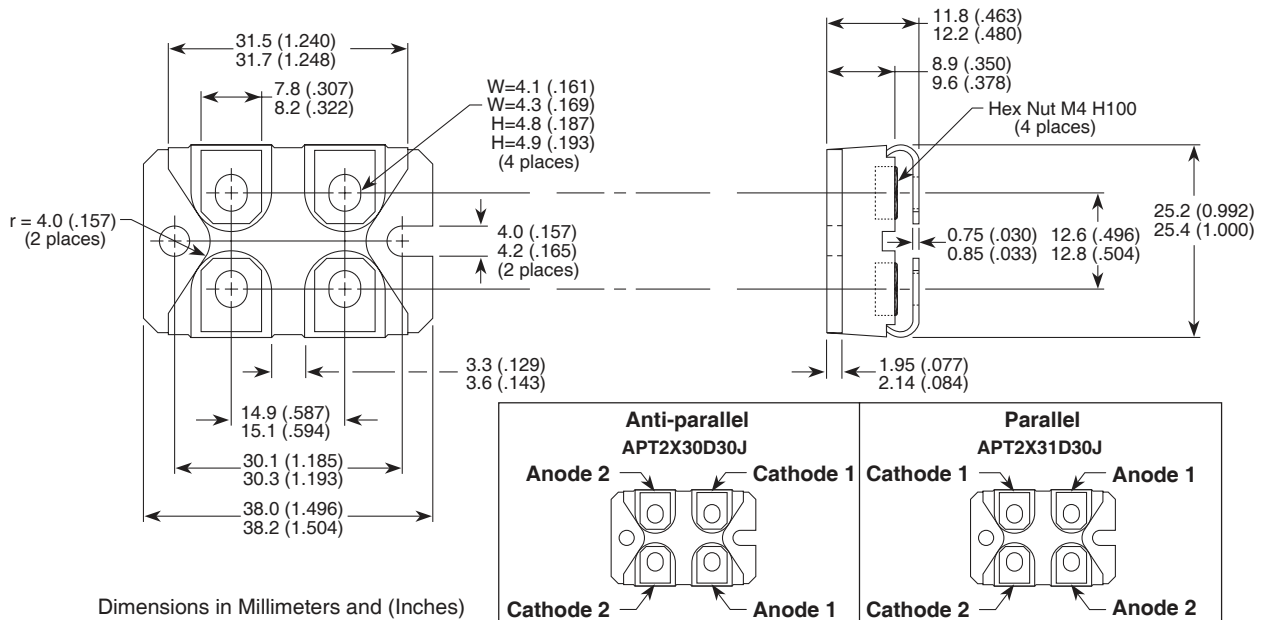 31.5 (1.240)
31.7 (1.248)
7.8 (.307)
8.2 (.322)
W=4.1 (.161)
W=4.3 (.169)
H=4.8 (.187)
H=4.9 (.193)
(4 places)
r = 4.0 (.157)
(2 places)
4.0 (.157)
4.2 (.165)
(2 places)
3.3 (.129)
3.6 (.143)
14.9 (.587)
15.1 (.594)
30.1 (1.185)
30.3 (1.193)
38.0 (1.496)
38.2 (1.504)
11.8 (.463)
12.2 (.480)
8.9 (.350)
9.6 (.378)
Hex Nut M4 H100
(4 places)
0.75 (.030)
0.85 (.033)
12.6 (.496)
12.8 (.504)
25.2 (0.992)
25.4 (1.000)
1.95 (.077)
2.14 (.084)
Anti-parallel
APT2X30D30J
Anode 2
Cathode 1
Cathode 2
Anode 1
Parallel
APT2X31D30J
Cathode 1
Anode 1
Cathode 2
Anode 2
Dimensions in Millimeters and (Inches)